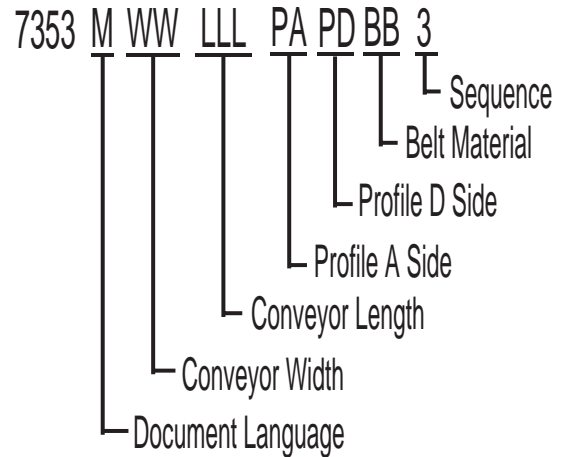 7353 M WW LLL PA PD BB 3
Sequence
Belt Material
Profile D Side
Profile A Side
Conveyor Length
Conveyor Width
Document Language